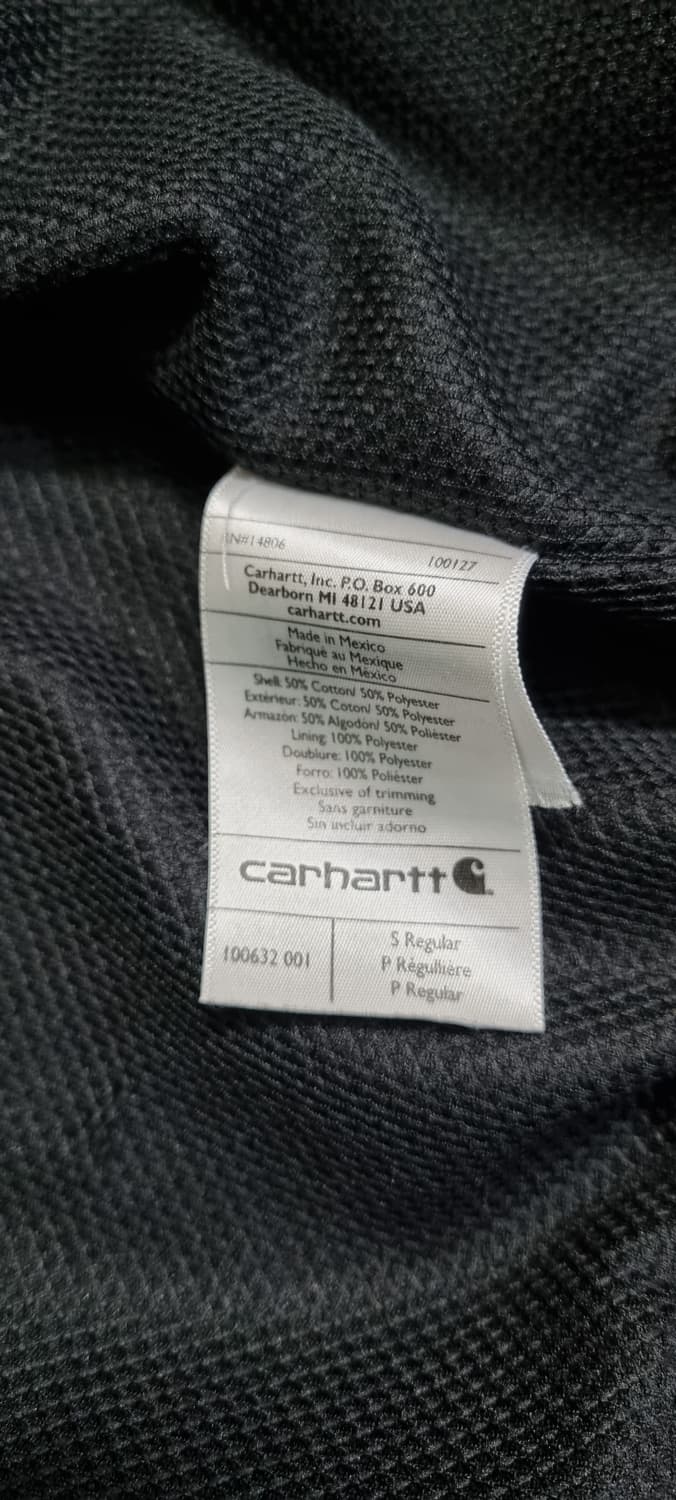 RN#14806
100127
Carhartt, Inc. P.O. Box 600
Dearborn MI 48121 USA
carhartt.com
Made in Mexico
Fabriqué au Mexique
Hecho en México
Shell: 50% Cotton/ 50% Polyester
Extérieur: 50% Coton/ 50% Polyester
Armazón: 50% Algodón/ 50% Poliéster
Lining: 100% Polyester
Doublure: 100% Polyester
Forro: 100% Poliéster
Exclusive of trimming
Sans garniture
Sin incluir adorno
carhartt
100632 001
S Regular
P Régullière
P Regular